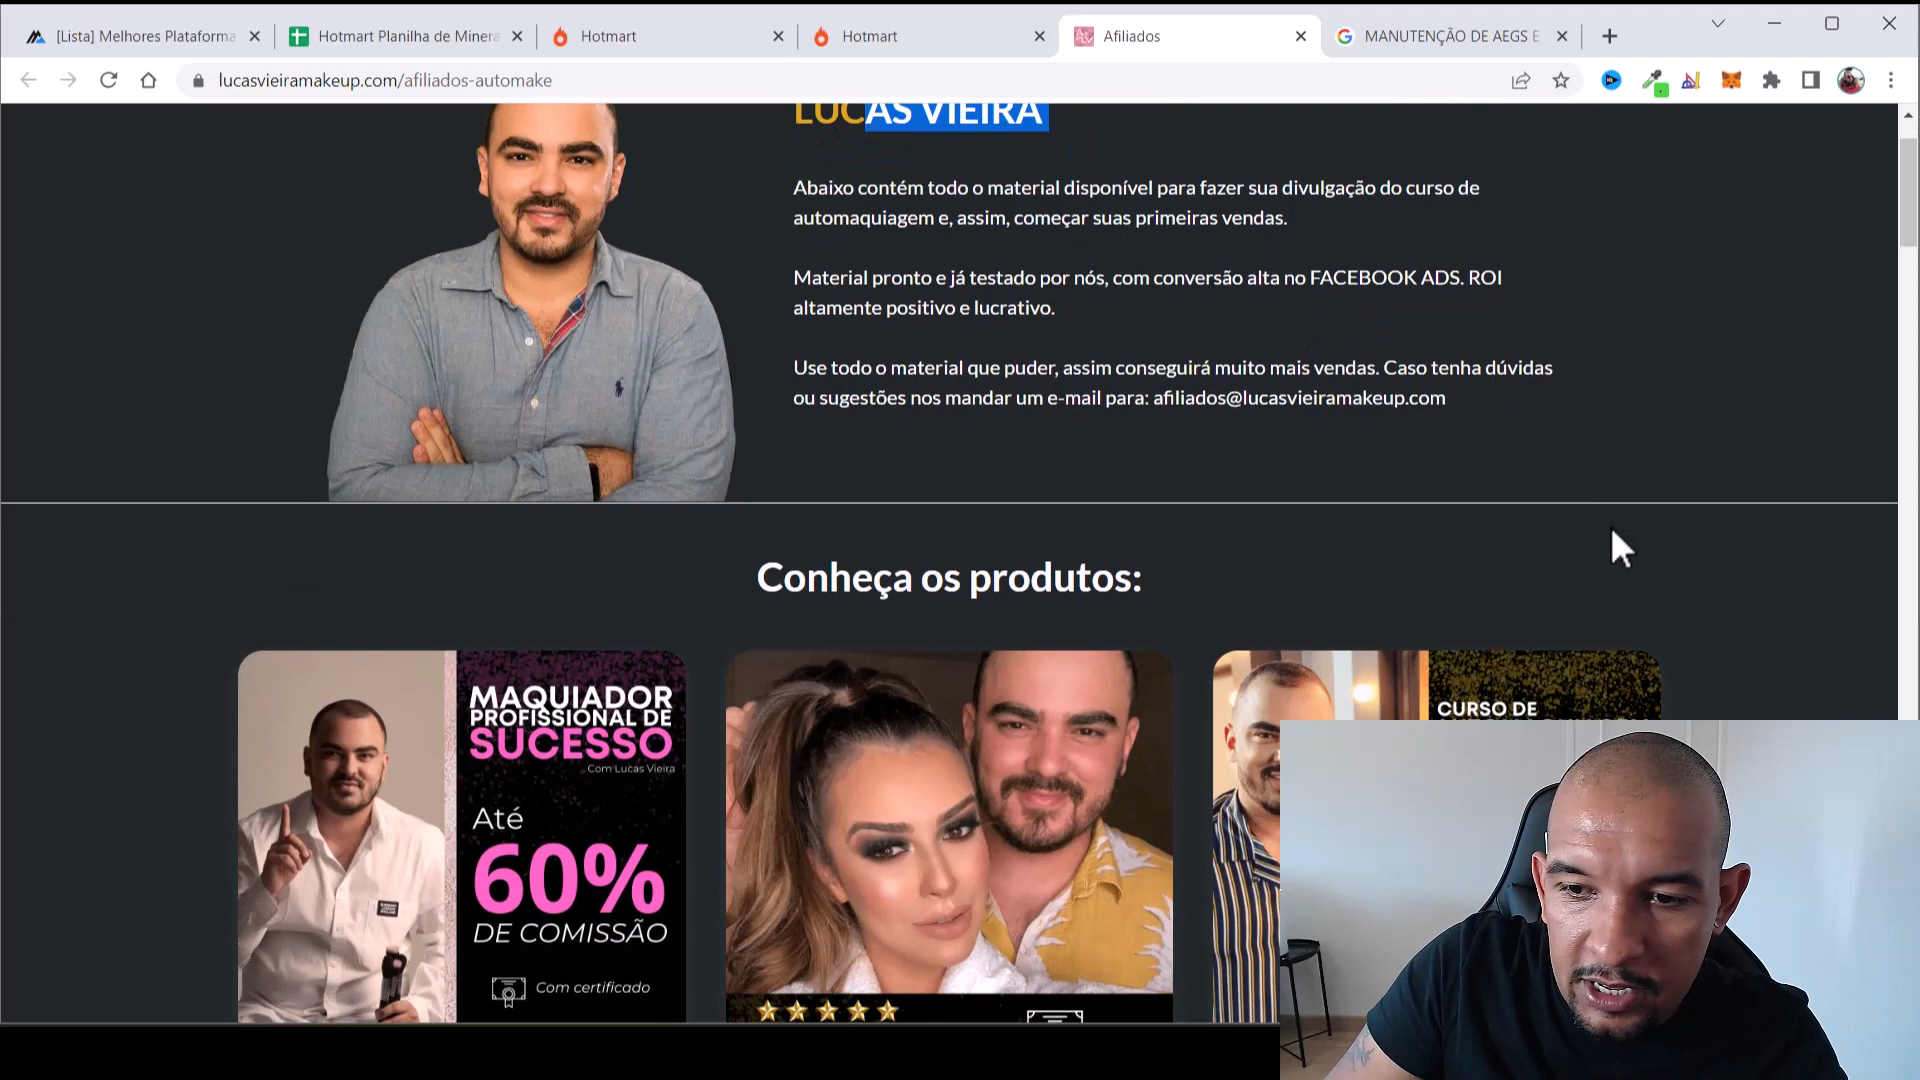 [Lista] Melhores Plataforma
Hotmart Planilha de Minera
Hotmart
Hotmart
Afiliados
MANUTENÇÃO DE AEGS E
lucasvieiramakeup.com/afiliados-automake
LUCAS VIEIRA
Abaixo contém todo o material disponível para fazer sua divulgação do curso de
automaquiagem e, assim, começar suas primeiras vendas.
Material pronto e já testado por nós, com conversão alta no FACEBOOK ADS. ROI
altamente positivo e lucrativo.
Use todo o material que puder, assim conseguirá muito mais vendas. Caso tenha dúvidas
ou sugestões nos mandar um e-mail para: afiliados@lucasvieiramakeup.com
Conheça os produtos:
MAQUIADOR
PROFISSIONAL DE
SUCESSO
Com Lucas Vieira
Até
60%
DE COMISSÃO
Com certificado
CURSO DE